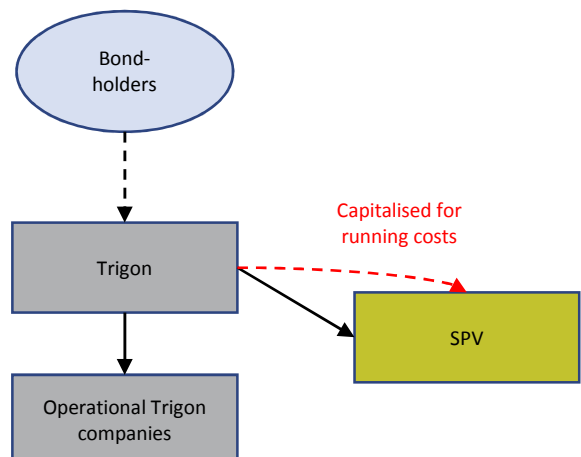 Bond-
holders
Capitalised for
running costs
Trigon
SPV
Operational Trigon
companies